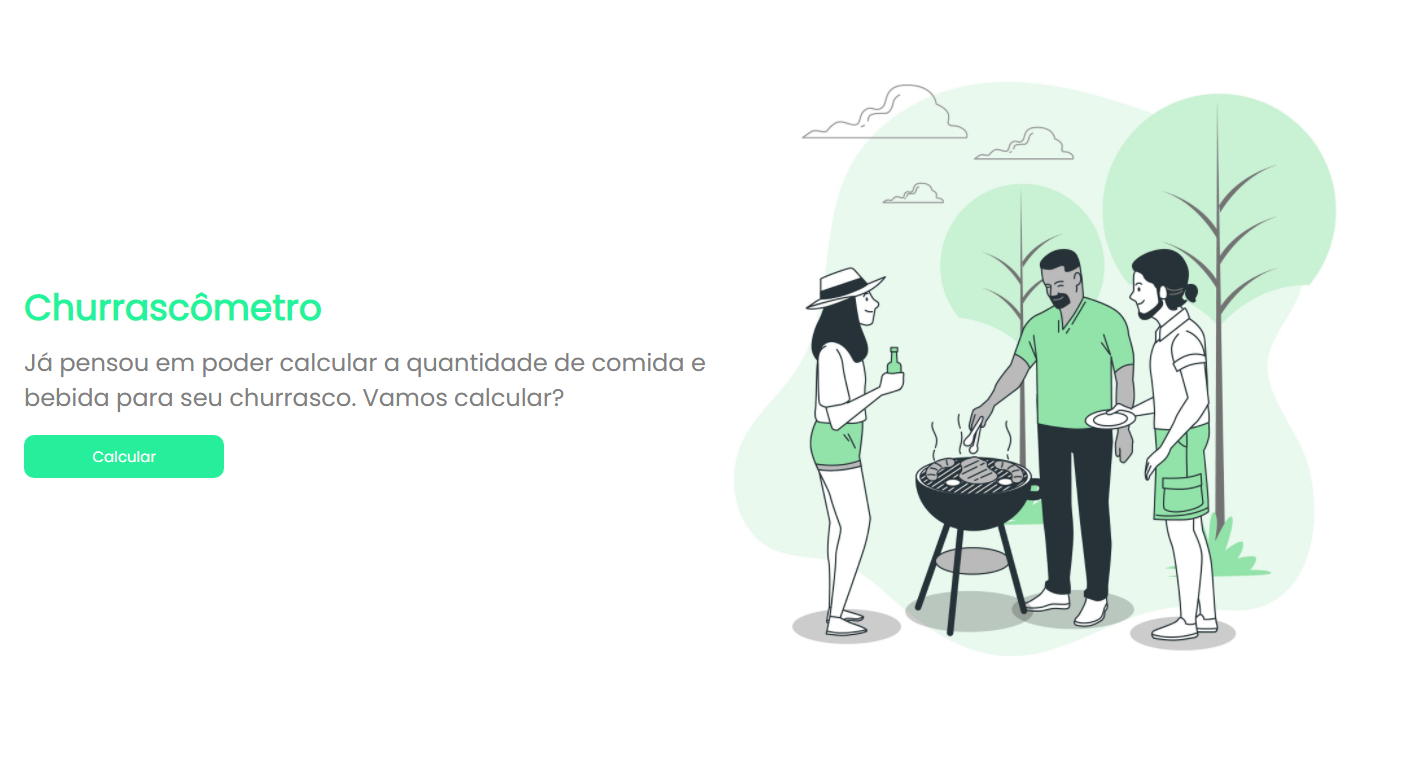 Churrascômetro
Já pensou em poder calcular a quantidade de comida e
bebida para seu churrasco. Vamos calcular?
Calcular